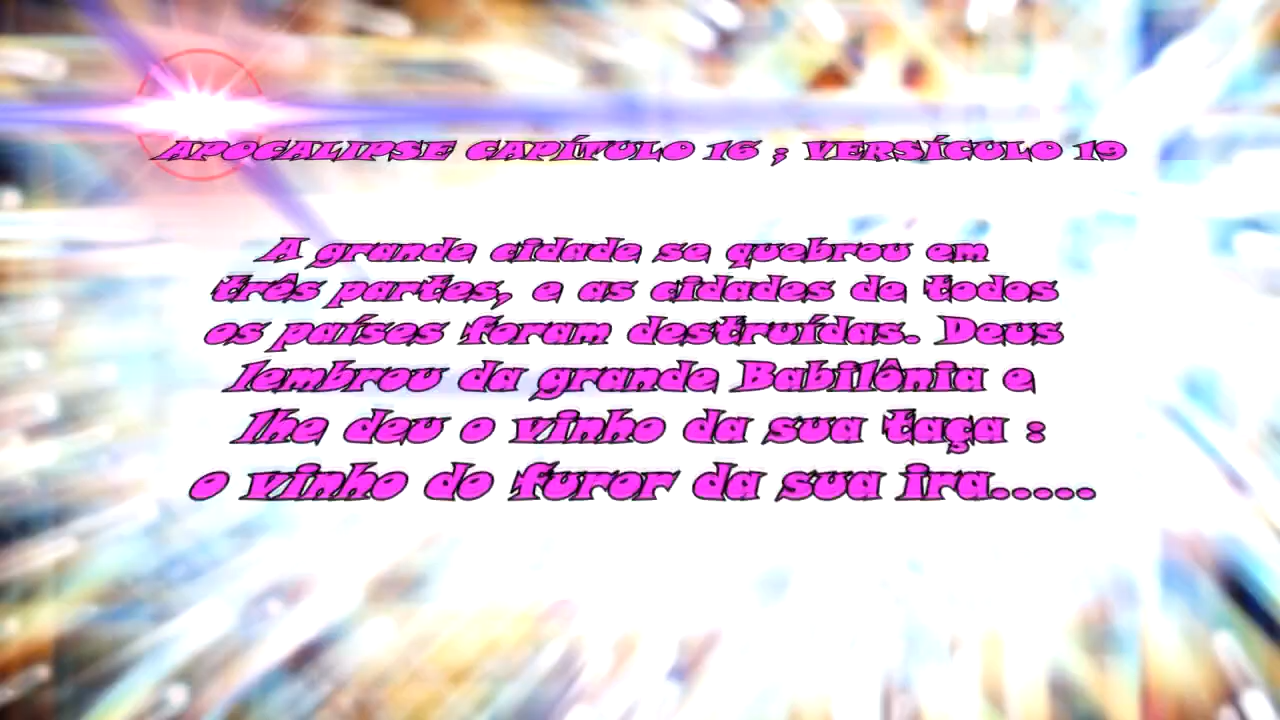 APOCALIPSE CAPÍTULO 16 ; VERSÍCULO 19
A grande cidade se quebrou em
três partes, e as cidades de todos
os países foram destruídas. Deus
lembrou da grande Babilônia e
lhe deu o vinho da sua taça :
o vinho do furor da sua ira.....